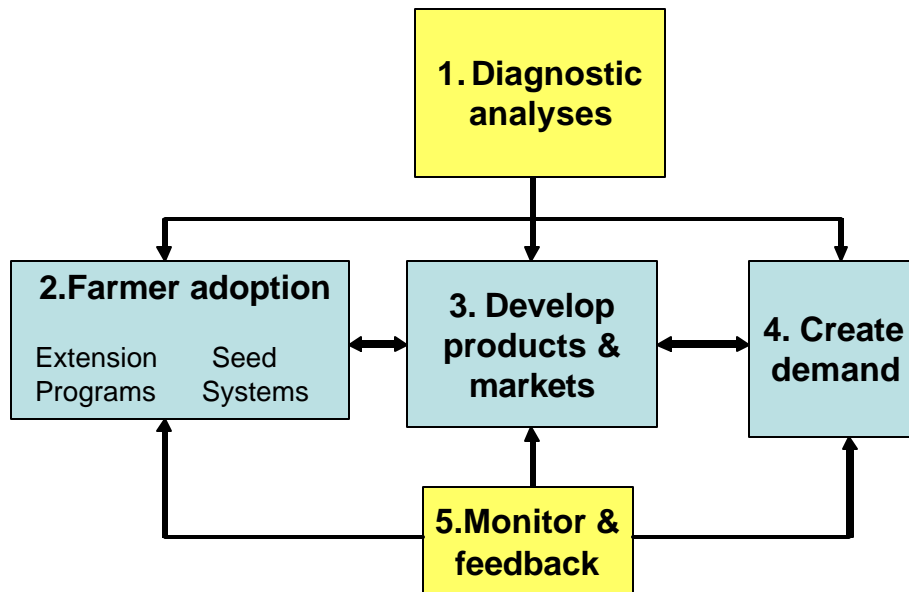 1. Diagnostic
analyses
2.Farmer adoption
Extension Seed
Programs Systems
3. Develop
products &
markets
4. Create
demand
5.Monitor &
feedback